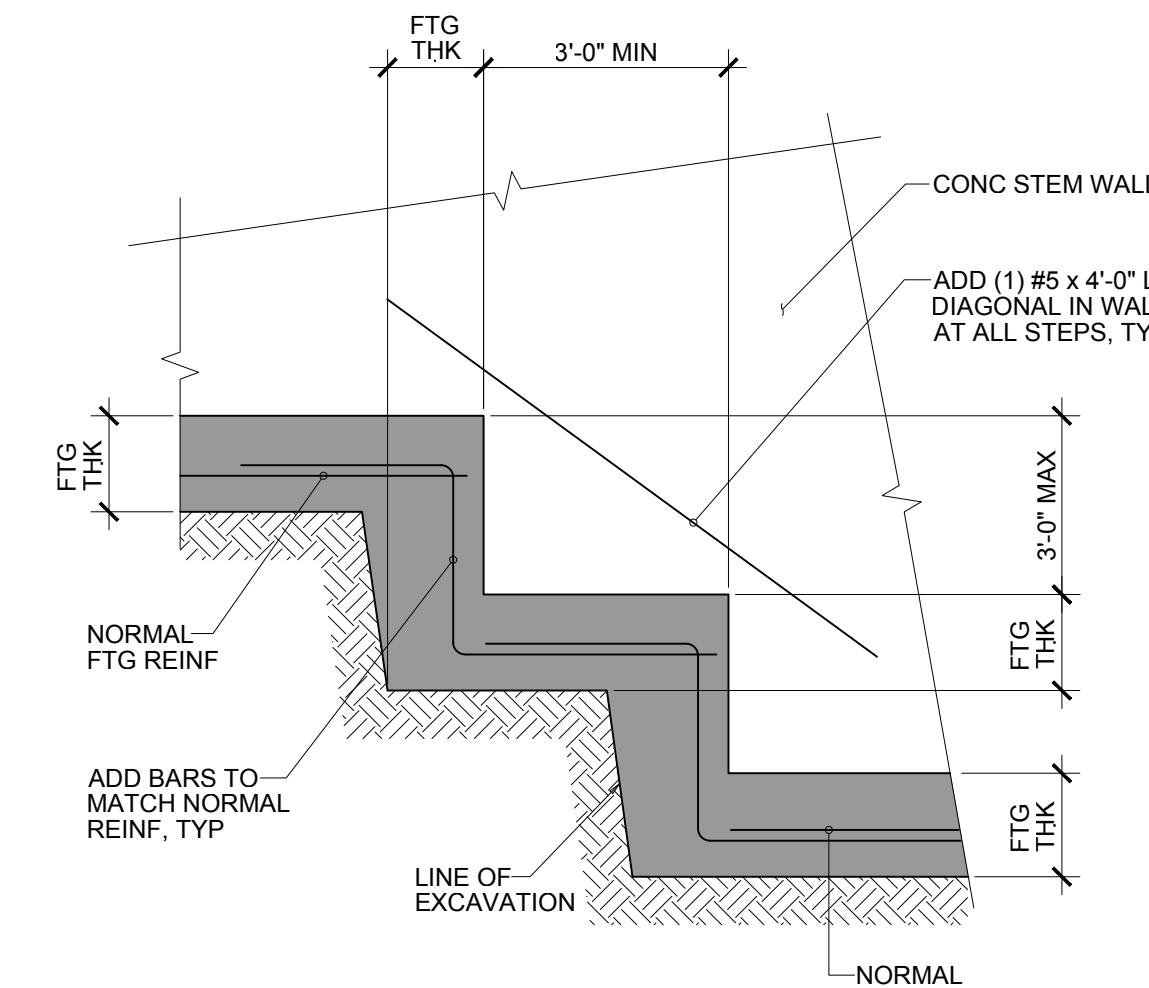 FTG
THK
3'-0" MIN
CONC STEM WALL
ADD (1) #5 x 4'-0"
DIAGONAL IN
AT ALL STEPS,
FTG
THK
3'-0" MAX
NORMAL
FTG REINF
FTG
THK
ADD BARS TO
MATCH NORMAL
REINF, TYP
FTG
THK
LINE OF
EXCAVATION
NORMAL